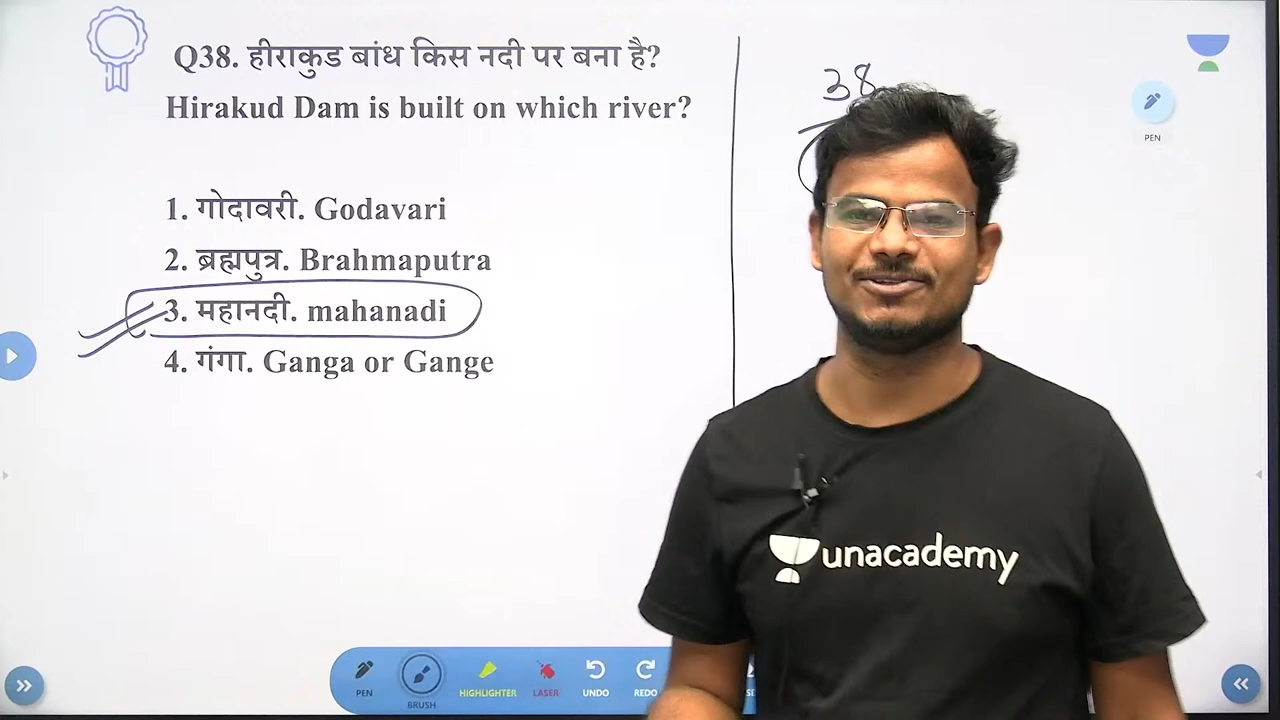 Q38. हीराकुड बांध किस नदी पर बना है?
Hirakud Dam is built on which river?
1. गोदावरी. Godavari
2. ब्रह्मपुत्र. Brahmaputra
3. महानदी. mahanadi
4. गंगा. Ganga or Gange
38
PEN
unacademy
PEN
BRUSH
HIGHLIGHTER
LASER
UNDO
REDO